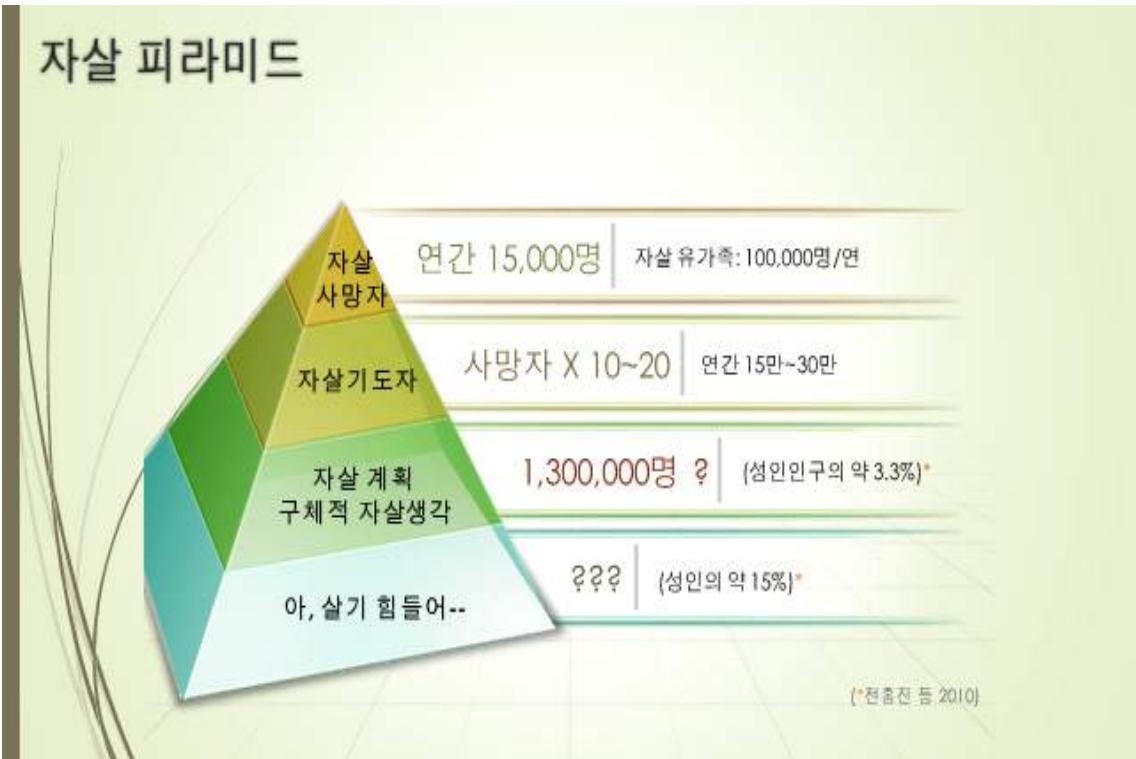 자살 피라미드
자살
사망자
연간 15,000명
자살 유가족: 100,000명/연
자살기도자
사망자 X 10~20
연간 15만~30만
자살 계획
구체적 자살생각
1,300,000명 ?
(성인인구의 약 3.3%)*
아, 살기 힘들어--
???
(성인의 약 15%)*
(*전홍진 등 2010)